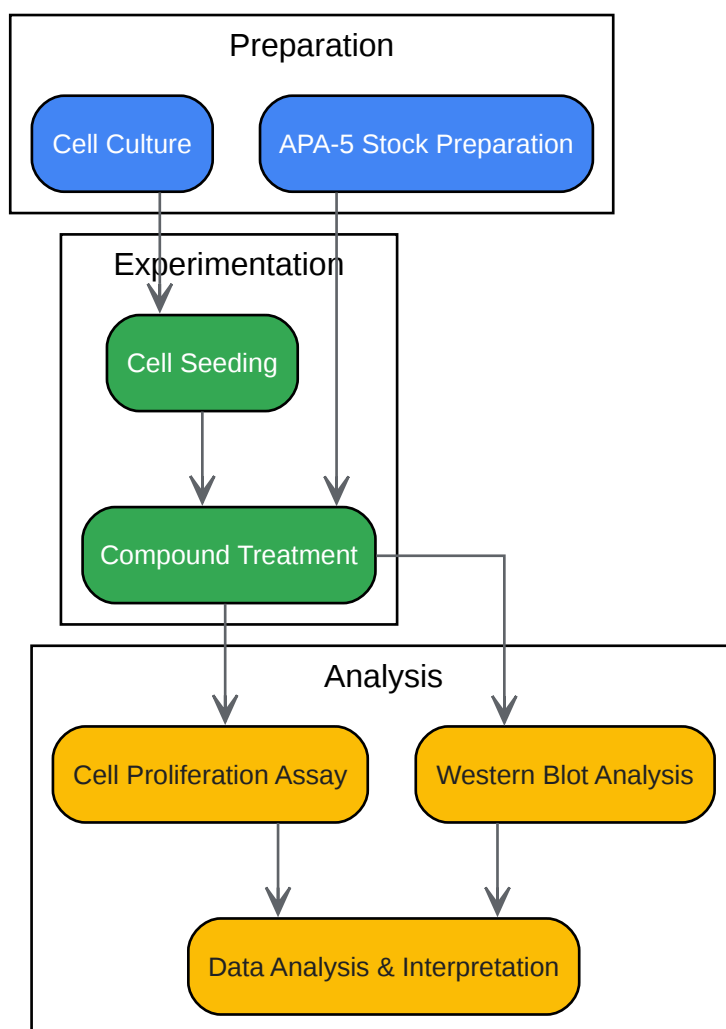 Preparation
Cell Culture
APA-5 Stock Preparation
Experimentation
Cell Seeding
Compound Treatment
Analysis
Cell Proliferation Assay
Western Blot Analysis
Data Analysis & Interpretation